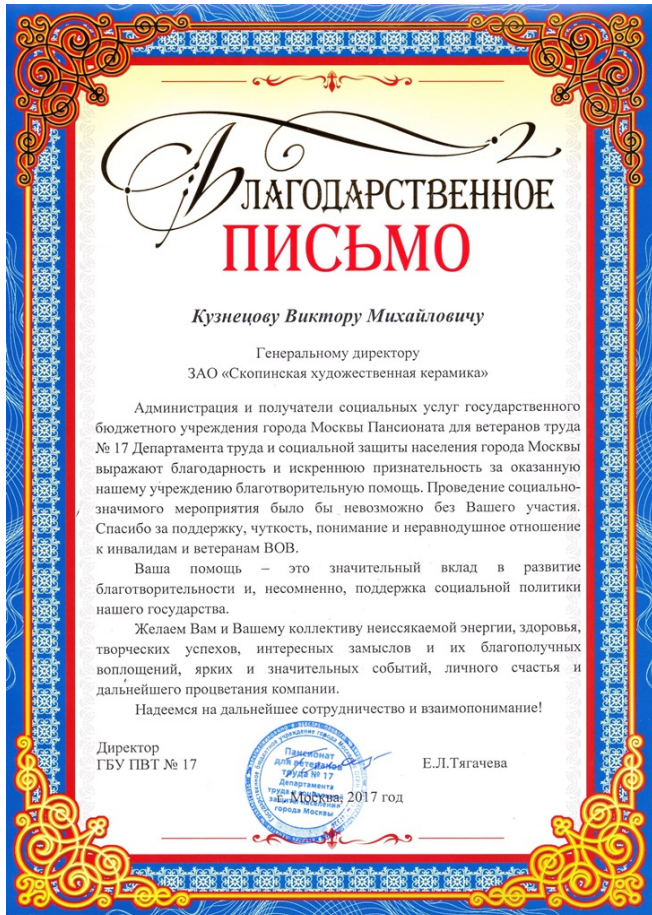 БЛАГОДАРСТВЕННОЕ
ПИСЬМО
Кузнецову Виктору Михайловичу
Генеральному директору
ЗАО «Скопинская художественная керамика»
Администрация и получатели социальных услуг государственного
бюджетного учреждения города Москвы Пансионата для ветеранов труда
№ 17 Департамента труда и социальной защиты населения города Москвы
выражают благодарность и искреннюю признательность за оказанную
нашему учреждению благотворительную помощь. Проведение социально-
значимого мероприятия было бы невозможно без Вашего участия.
Спасибо за поддержку, чуткость, понимание и неравнодушное отношение
к инвалидам и ветеранам ВОВ.
Ваша помощь – это значительный вклад в развитие
благотворительности и, несомненно, поддержка социальной политики
нашего государства.
Желаем Вам и Вашему коллективу неиссякаемой энергии, здоровья,
творческих успехов, интересных замыслов и их благополучных
воплощений, ярких и значительных событий, личного счастья и
дальнейшего процветания компании.
Надеемся на дальнейшее сотрудничество и взаимопонимание!
Директор
ГБУ ПВТ № 17 Е.Л.Тягачева
Пансионат
для ветеранов
труда № 17
Департамента
труда и социальной
защиты населения
города Москвы
г. Москва, 2017 год